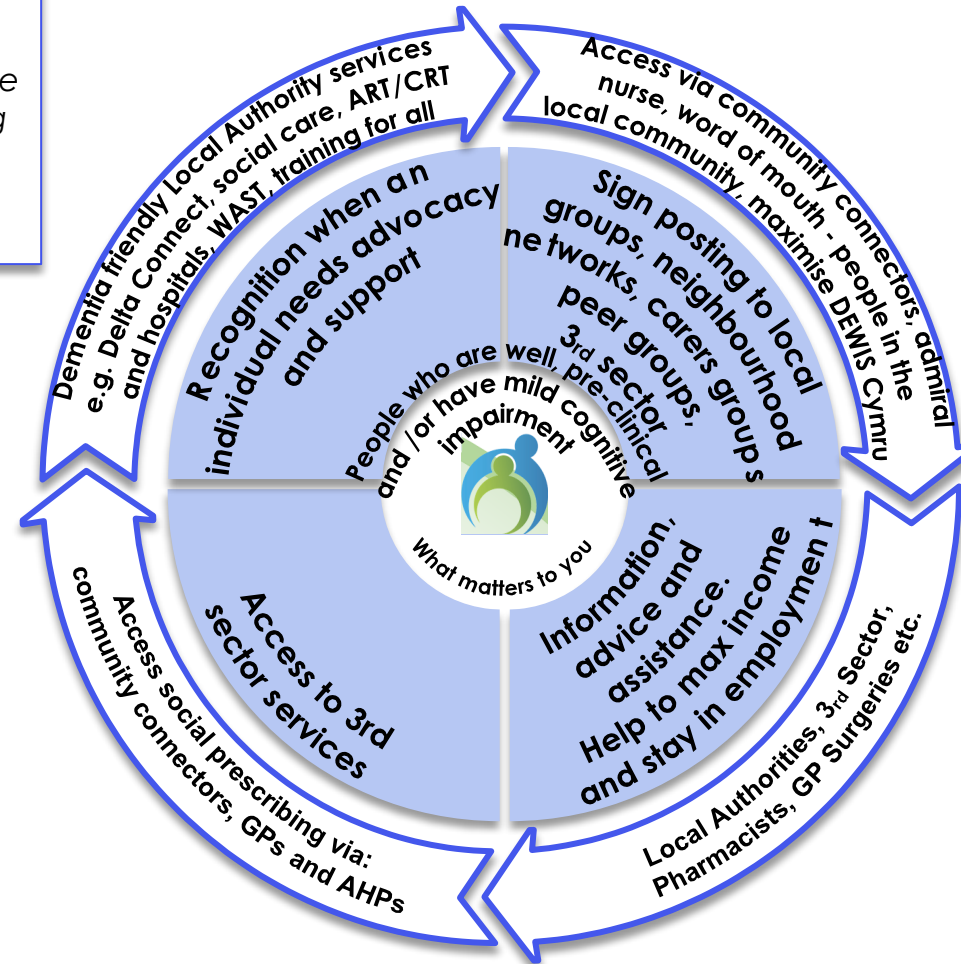 e
g
Dementia friendly Local Authority services
e.g. Delta Connect, social care, ART/CRT
and hospitals, WAST, training for all
Access via community connectors, admiral
nurse, word of mouth - people in the
local community, maximise DEWIS Cymru
Recognition when an
individual needs advocacy
and support
Sign posting to local
groups, neighbourhood
ne tworks, carers group s
peer groups,
3rd sector
People who are well, pre-clinical
and /or have mild cognitive
impairment
What matters to you
Information,
advice and
assistance.
Help to max income
and stay in employmen t
Access to 3rd
sector services
Local Authorities, 3rd Sector,
Pharmacists, GP Surgeries etc.
Access social prescribing via:
community connectors, GPs and AHPs